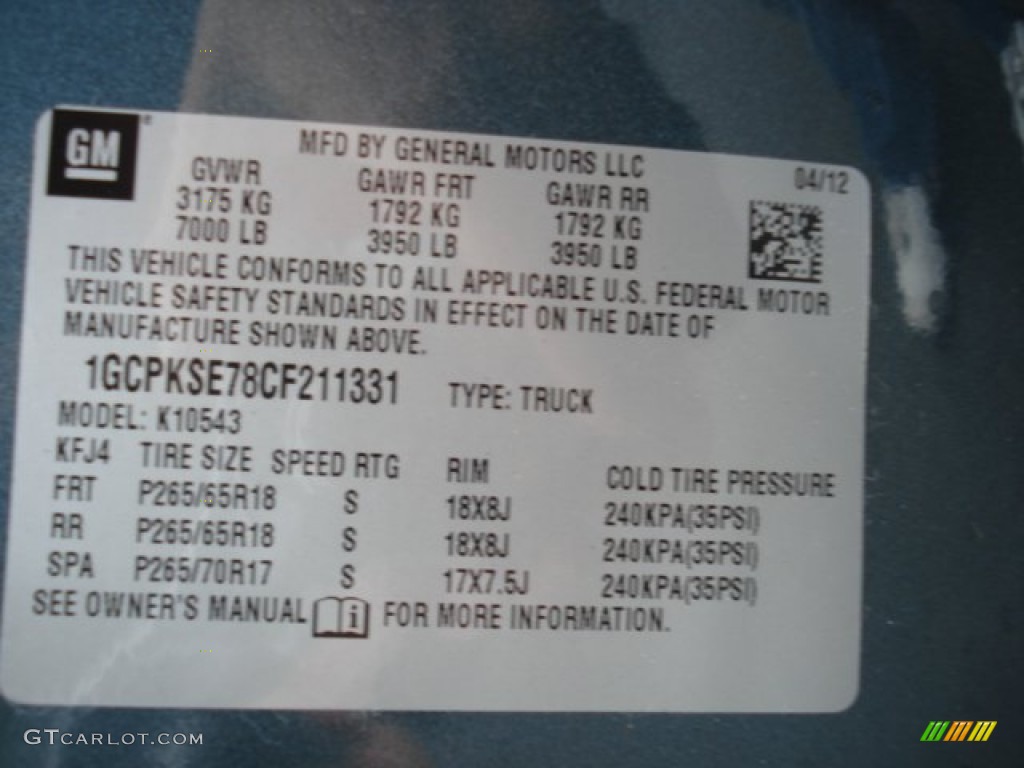 GM
MFD BY GENERAL MOTORS LLC
04/12
GVWR GAWR FRT GAWR RR
3175 KG 1792 KG 1792 KG
7000 LB 3950 LB 3950 LB
THIS VEHICLE CONFORMS TO ALL APPLICABLE U.S. FEDERAL MOTOR
VEHICLE SAFETY STANDARDS IN EFFECT ON THE DATE OF
MANUFACTURE SHOWN ABOVE.
1GCPKSE78CF211331 TYPE: TRUCK
MODEL: K10543
KFJ4 TIRE SIZE SPEED RTG RIM COLD TIRE PRESSURE
FRT P265/65R18 S 18X8J 240KPA(35PSI)
RR P265/65R18 S 18X8J 240KPA(35PSI)
SPA P265/70R17 S 17X7.5J 240KPA(35PSI)
SEE OWNER'S MANUAL i FOR MORE INFORMATION.
GTCARLOT.COM